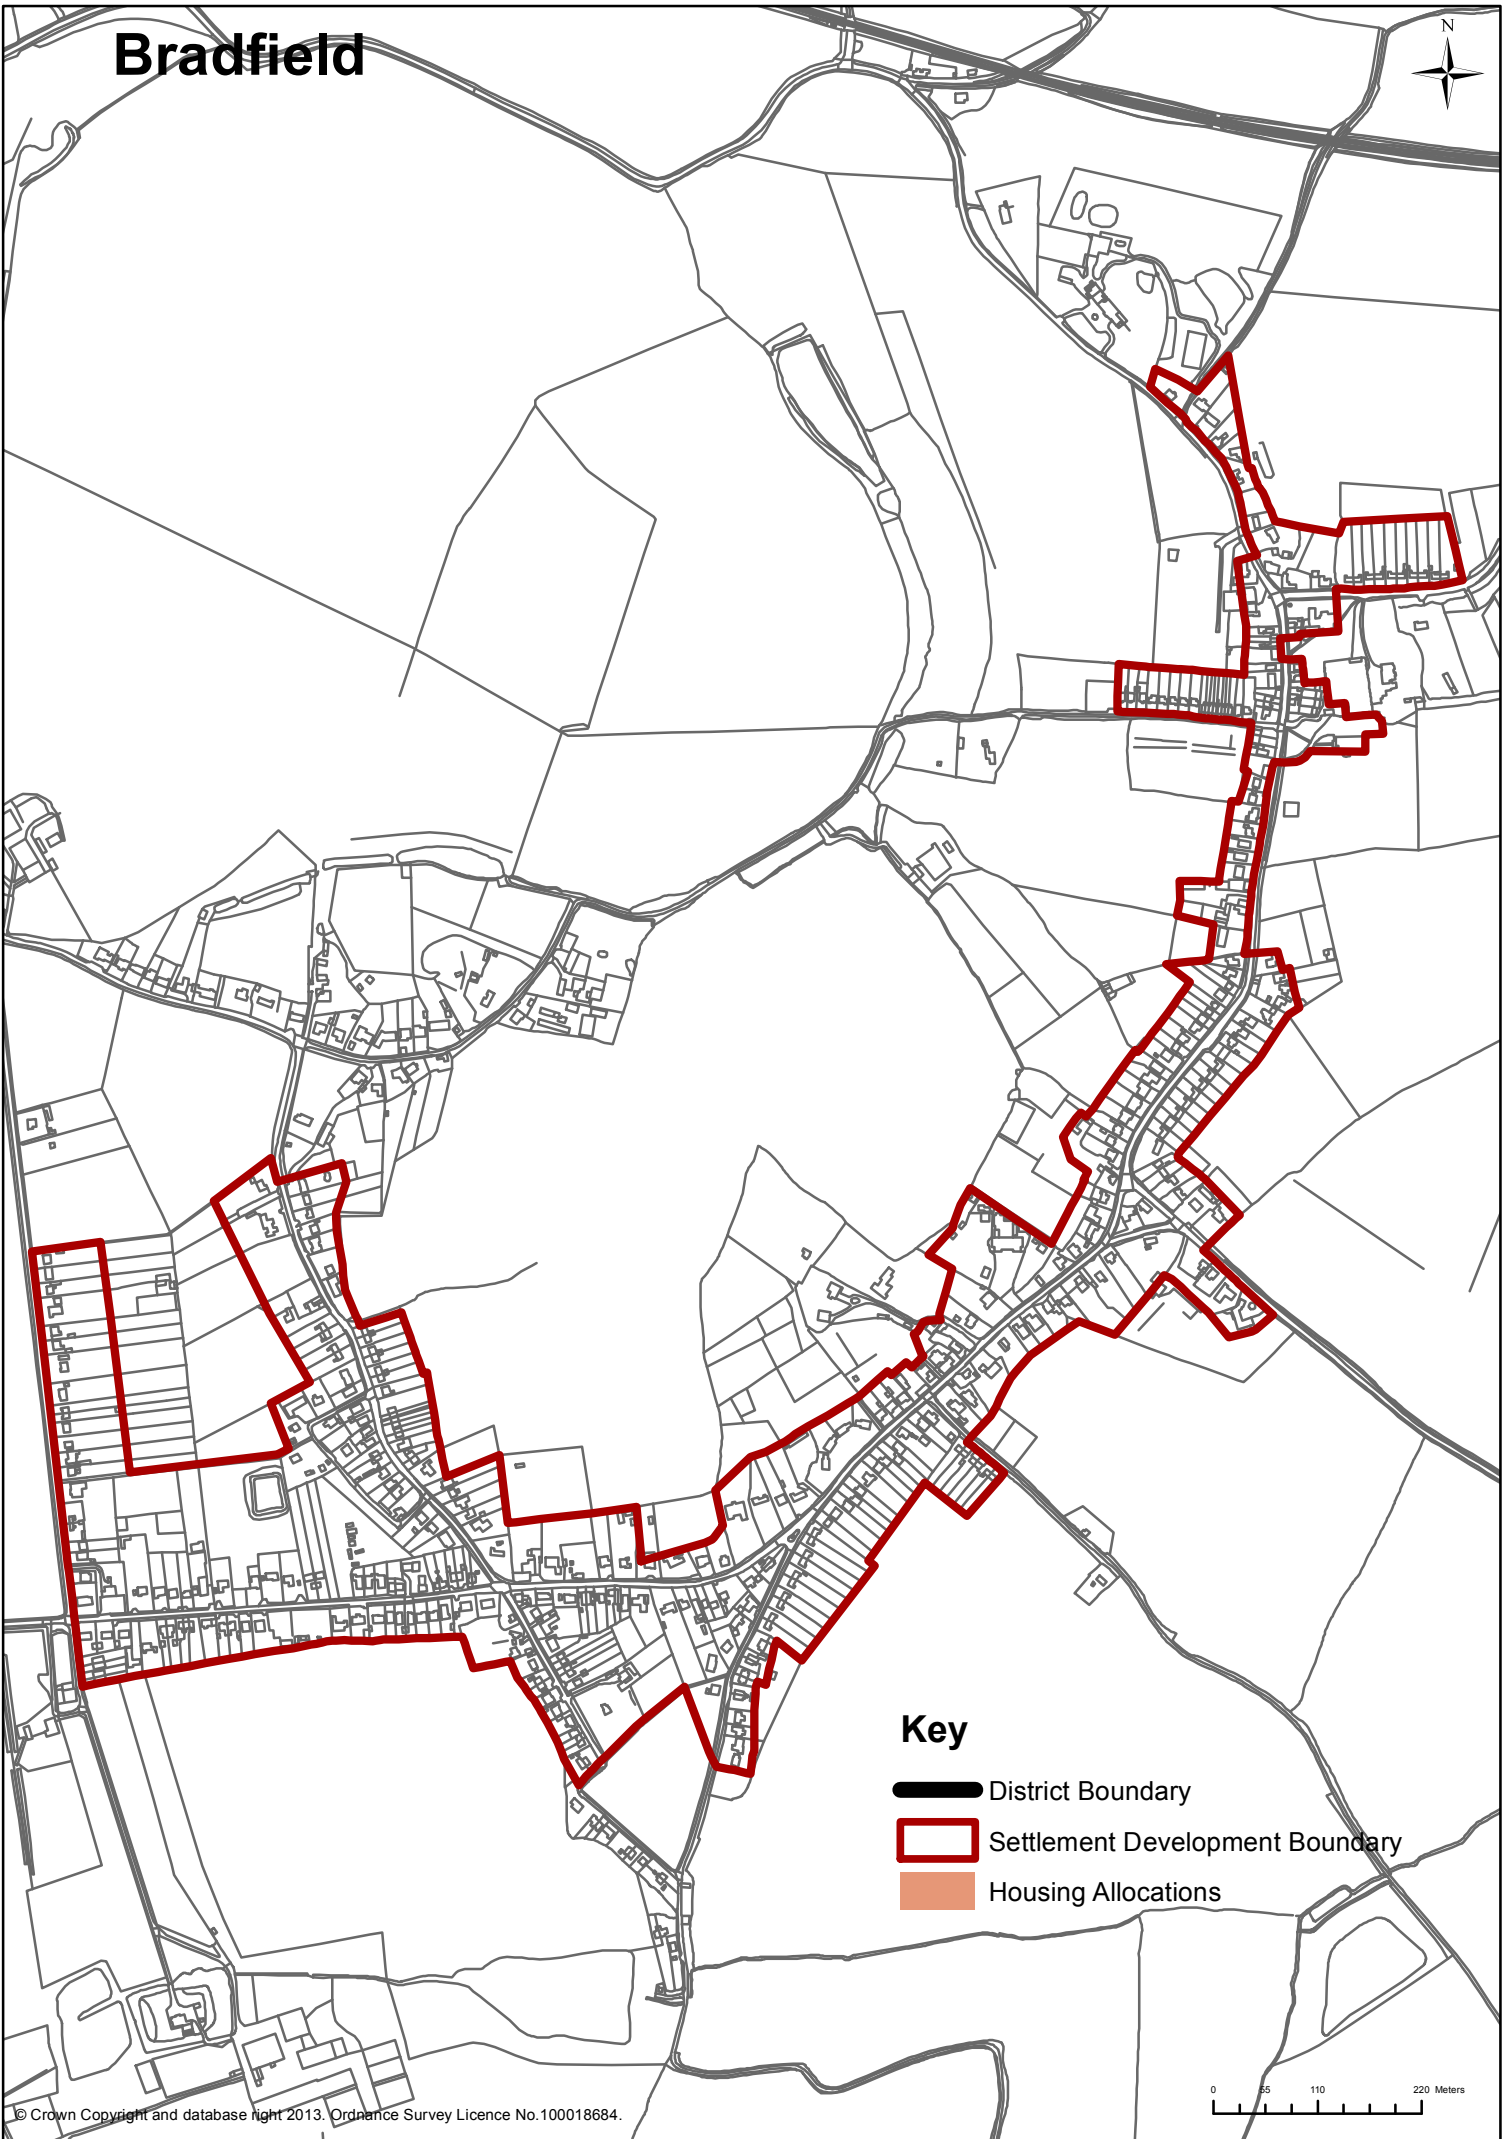 Bradfield
N
Key
District Boundary
Settlement Development Boundary
Housing Allocations
0 55 110 220 Meters
© Crown Copyright and database right 2013. Ordnance Survey Licence No.100018684.